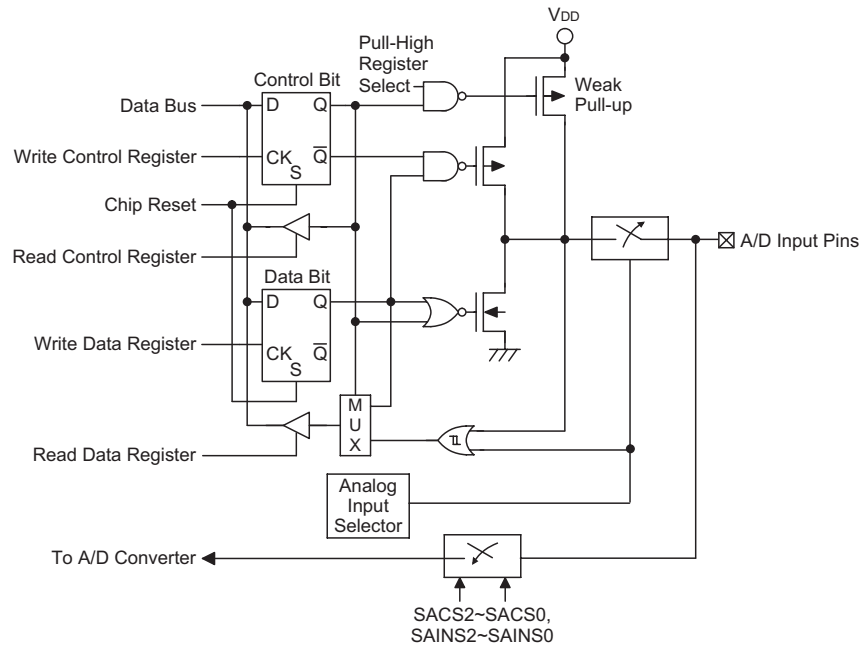 VDD
Pull-High
Register
Select
Weak
Pull-up
Control Bit
Data Bus
D
Q
Write Control Register
CK
Q̅
S
Chip Reset
Read Control Register
A/D Input Pins
Data Bit
D
Q
Write Data Register
CK
Q̅
S
M
U
X
Read Data Register
Analog
Input
Selector
To A/D Converter
SACS2~SACS0,
SAINS2~SAINS0